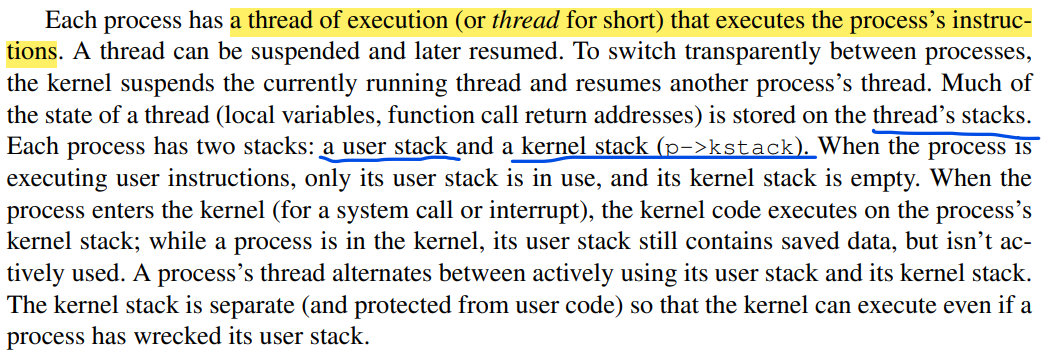 Each process has a thread of execution (or thread for short) that executes the process’s instruc-
tions. A thread can be suspended and later resumed. To switch transparently between processes,
the kernel suspends the currently running thread and resumes another process’s thread. Much of
the state of a thread (local variables, function call return addresses) is stored on the thread’s stacks.
Each process has two stacks: a user stack and a kernel stack (p->kstack). When the process is
executing user instructions, only its user stack is in use, and its kernel stack is empty. When the
process enters the kernel (for a system call or interrupt), the kernel code executes on the process’s
kernel stack; while a process is in the kernel, its user stack still contains saved data, but isn’t ac-
tively used. A process’s thread alternates between actively using its user stack and its kernel stack.
The kernel stack is separate (and protected from user code) so that the kernel can execute even if a
process has wrecked its user stack.